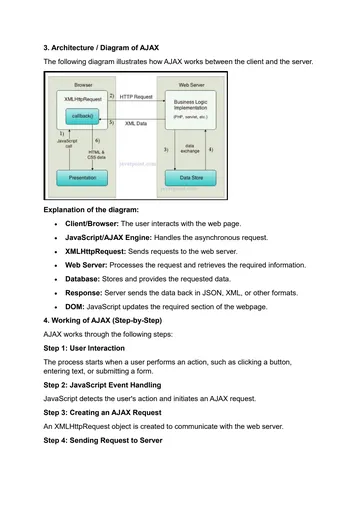 3. Architecture / Diagram of AJAX
The following diagram illustrates how AJAX works between the client and the server.
Browser
Web Server
XMLHttpRequest
callback()
2)
HTTP Request
5)
XML Data
Business Logic
Implementation
(PHP, servlet, etc.)
1)
JavaScript
call
6)
HTML &
CSS data
3)
data
exchange
4)
Presentation
Data Store
Explanation of the diagram:
• Client/Browser: The user interacts with the web page.
• JavaScript/AJAX Engine: Handles the asynchronous request.
• XMLHttpRequest: Sends requests to the web server.
• Web Server: Processes the request and retrieves the required information.
• Database: Stores and provides the requested data.
• Response: Server sends the data back in JSON, XML, or other formats.
• DOM: JavaScript updates the required section of the webpage.
4. Working of AJAX (Step-by-Step)
AJAX works through the following steps:
Step 1: User Interaction
The process starts when a user performs an action, such as clicking a button,
entering text, or submitting a form.
Step 2: JavaScript Event Handling
JavaScript detects the user's action and initiates an AJAX request.
Step 3: Creating an AJAX Request
An XMLHttpRequest object is created to communicate with the web server.
Step 4: Sending Request to Server